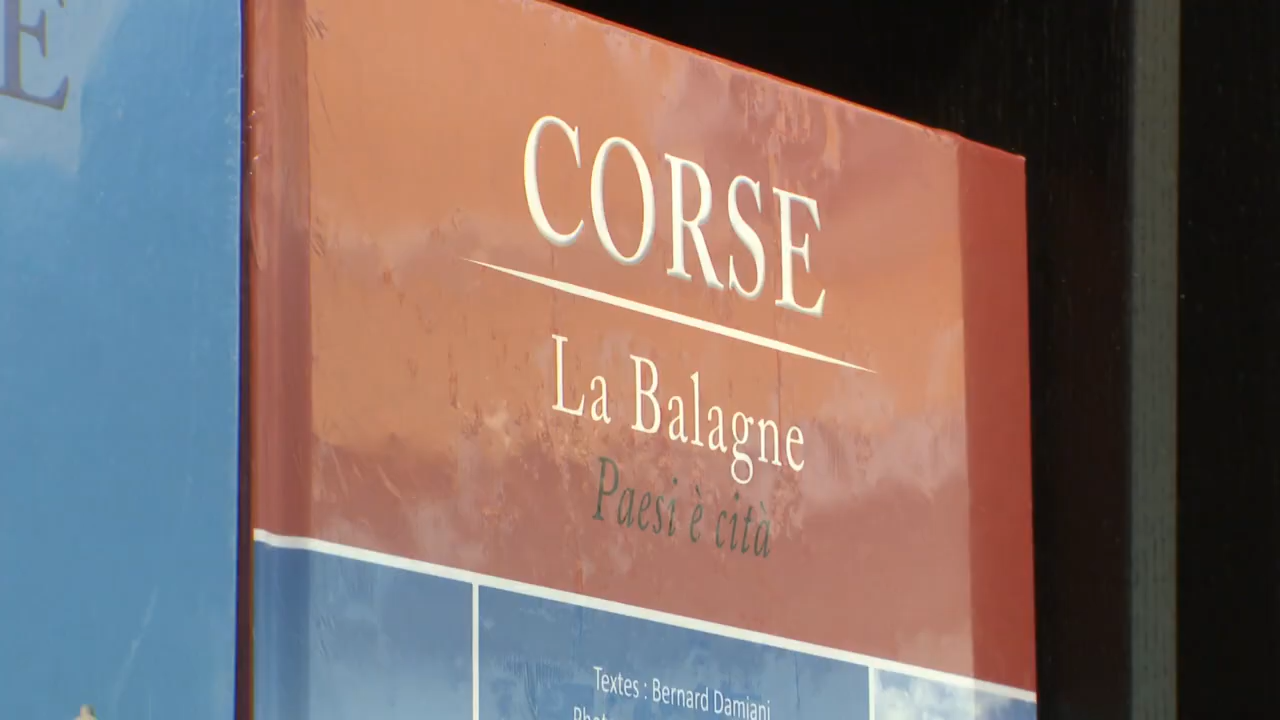 E
CORSE
La Balagne
Paesi è cità
Textes : Bernard Damiani